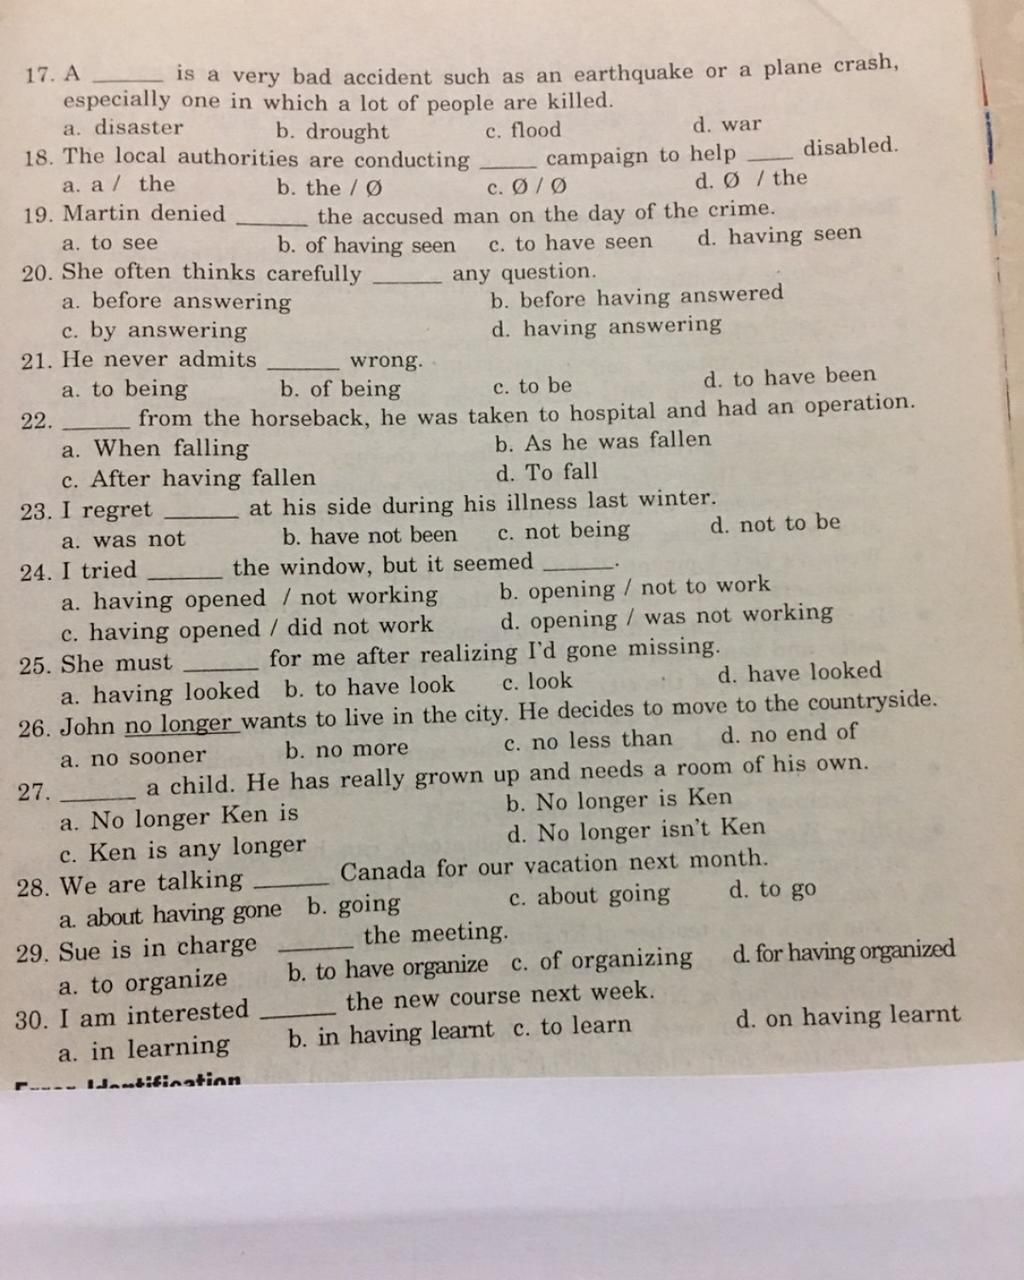 17. A ______ is a very bad accident such as an earthquake or a plane crash,
especially one in which a lot of people are killed.
a. disaster b. drought c. flood d. war
18. The local authorities are conducting _____ campaign to help ____ disabled.
a. a / the b. the / Ø c. Ø / Ø d. Ø / the
19. Martin denied ______ the accused man on the day of the crime.
a. to see b. of having seen c. to have seen d. having seen
20. She often thinks carefully ______ any question.
a. before answering b. before having answered
c. by answering d. having answering
21. He never admits ______ wrong.
a. to being b. of being c. to be d. to have been
22. ______ from the horseback, he was taken to hospital and had an operation.
a. When falling b. As he was fallen
c. After having fallen d. To fall
23. I regret ______ at his side during his illness last winter.
a. was not b. have not been c. not being d. not to be
24. I tried ______ the window, but it seemed ______.
a. having opened / not working b. opening / not to work
c. having opened / did not work d. opening / was not working
25. She must ______ for me after realizing I'd gone missing.
a. having looked b. to have look c. look d. have looked
26. John no longer wants to live in the city. He decides to move to the countryside.
a. no sooner b. no more c. no less than d. no end of
27. ______ a child. He has really grown up and needs a room of his own.
a. No longer Ken is b. No longer is Ken
c. Ken is any longer d. No longer isn't Ken
28. We are talking ______ Canada for our vacation next month.
a. about having gone b. going c. about going d. to go
29. Sue is in charge ______ the meeting.
a. to organize b. to have organize c. of organizing d. for having organized
30. I am interested ______ the new course next week.
a. in learning b. in having learnt c. to learn d. on having learnt
Identification